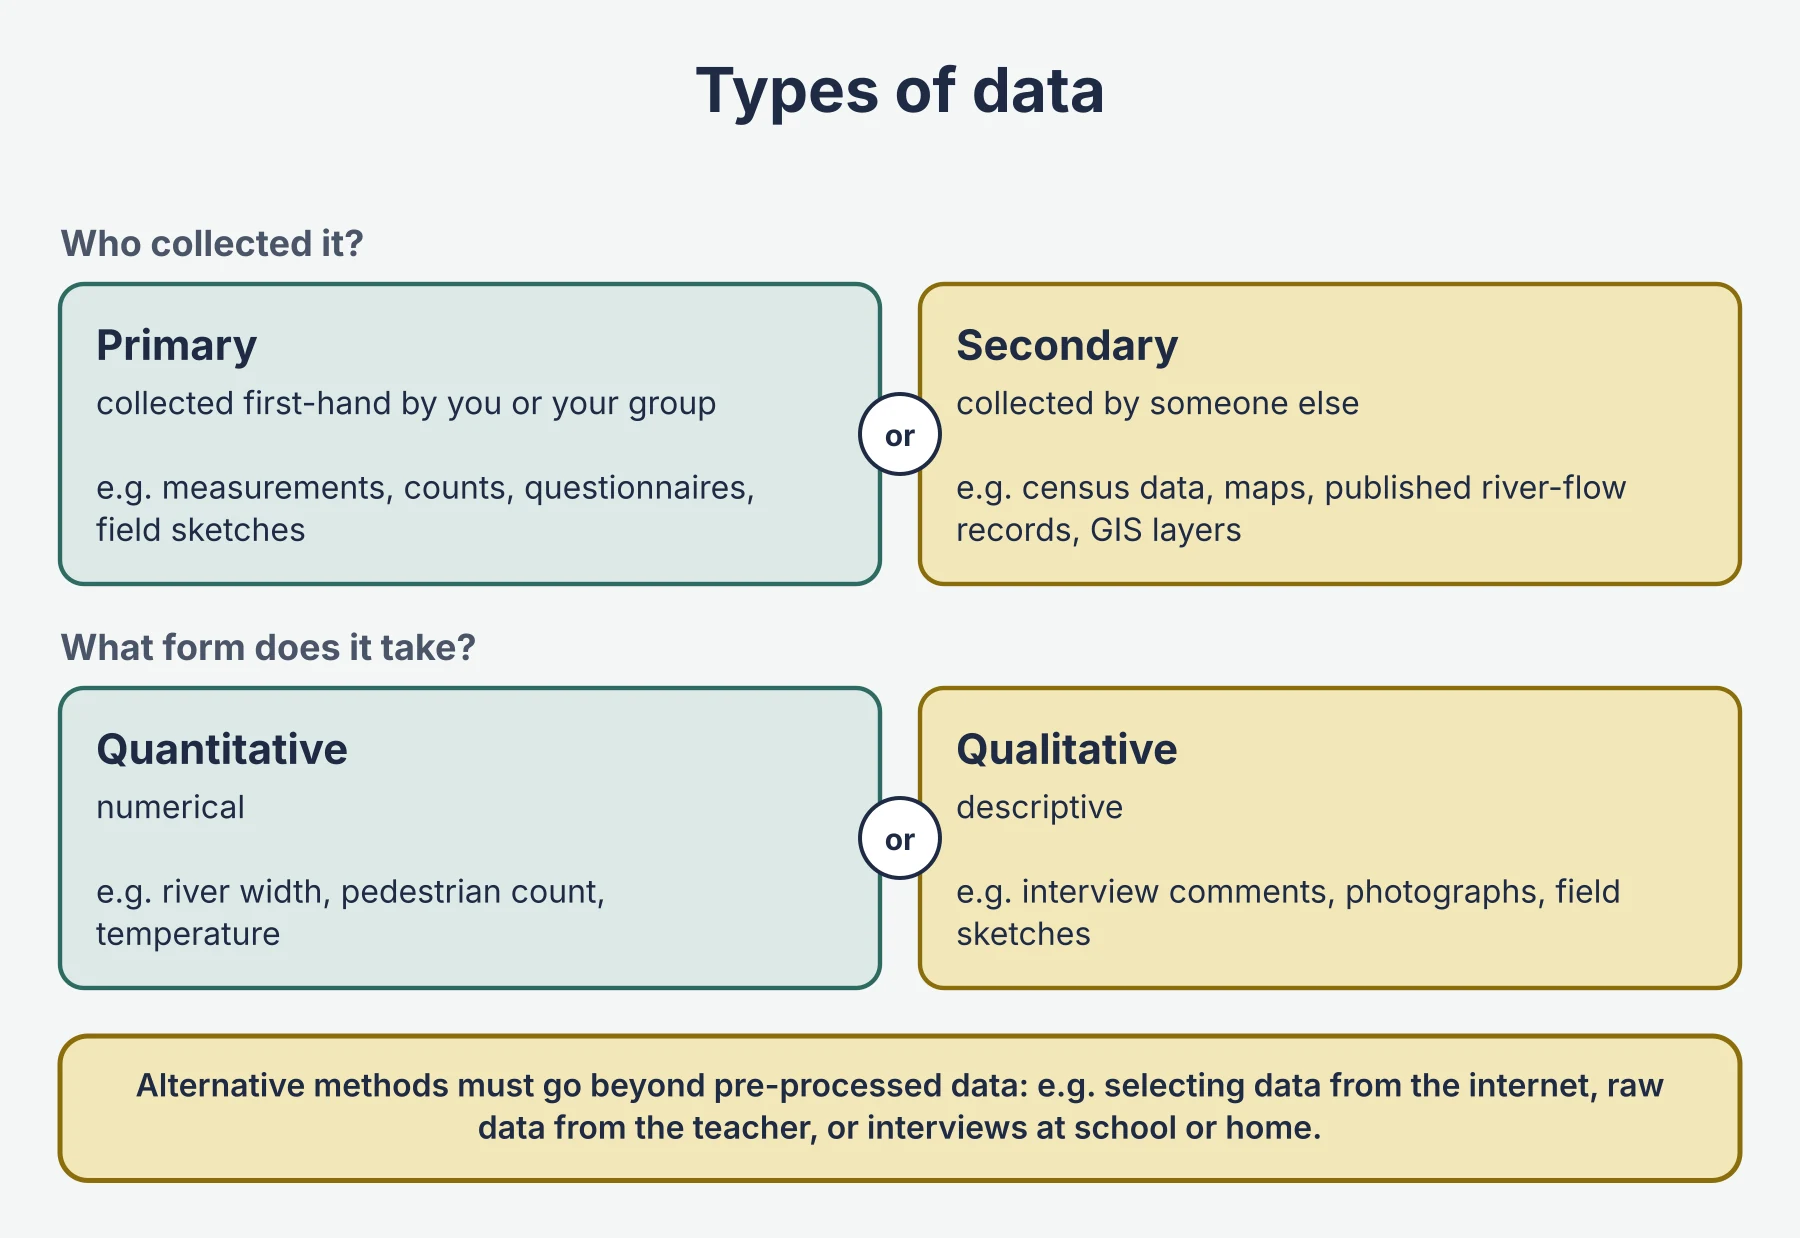 Types of data
Who collected it?
Primary
collected first-hand by you or your group
e.g. measurements, counts, questionnaires,
field sketches
or
Secondary
collected by someone else
e.g. census data, maps, published river-flow
records, GIS layers
What form does it take?
Quantitative
numerical
e.g. river width, pedestrian count,
temperature
or
Qualitative
descriptive
e.g. interview comments, photographs, field
sketches
Alternative methods must go beyond pre-processed data: e.g. selecting data from the internet, raw
data from the teacher, or interviews at school or home.